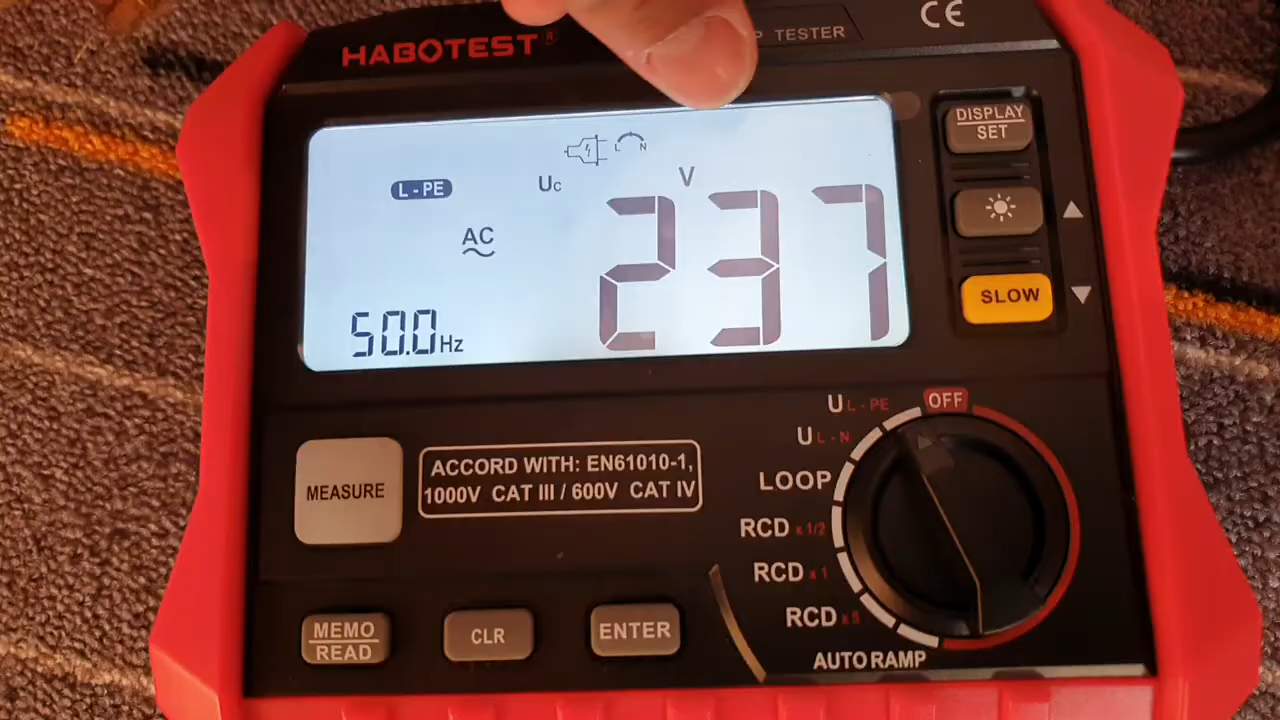 HABOTEST®
TESTER
CE
L - PE
Uc
L N
V
AC
237
50.0Hz
DISPLAY
SET
SLOW
MEASURE
ACCORD WITH: EN61010-1,
1000V CAT III / 600V CAT IV
OFF
U L - PE
U L - N
LOOP
RCD x 1/2
RCD x 1
RCD x 5
AUTO RAMP
MEMO
READ
CLR
ENTER